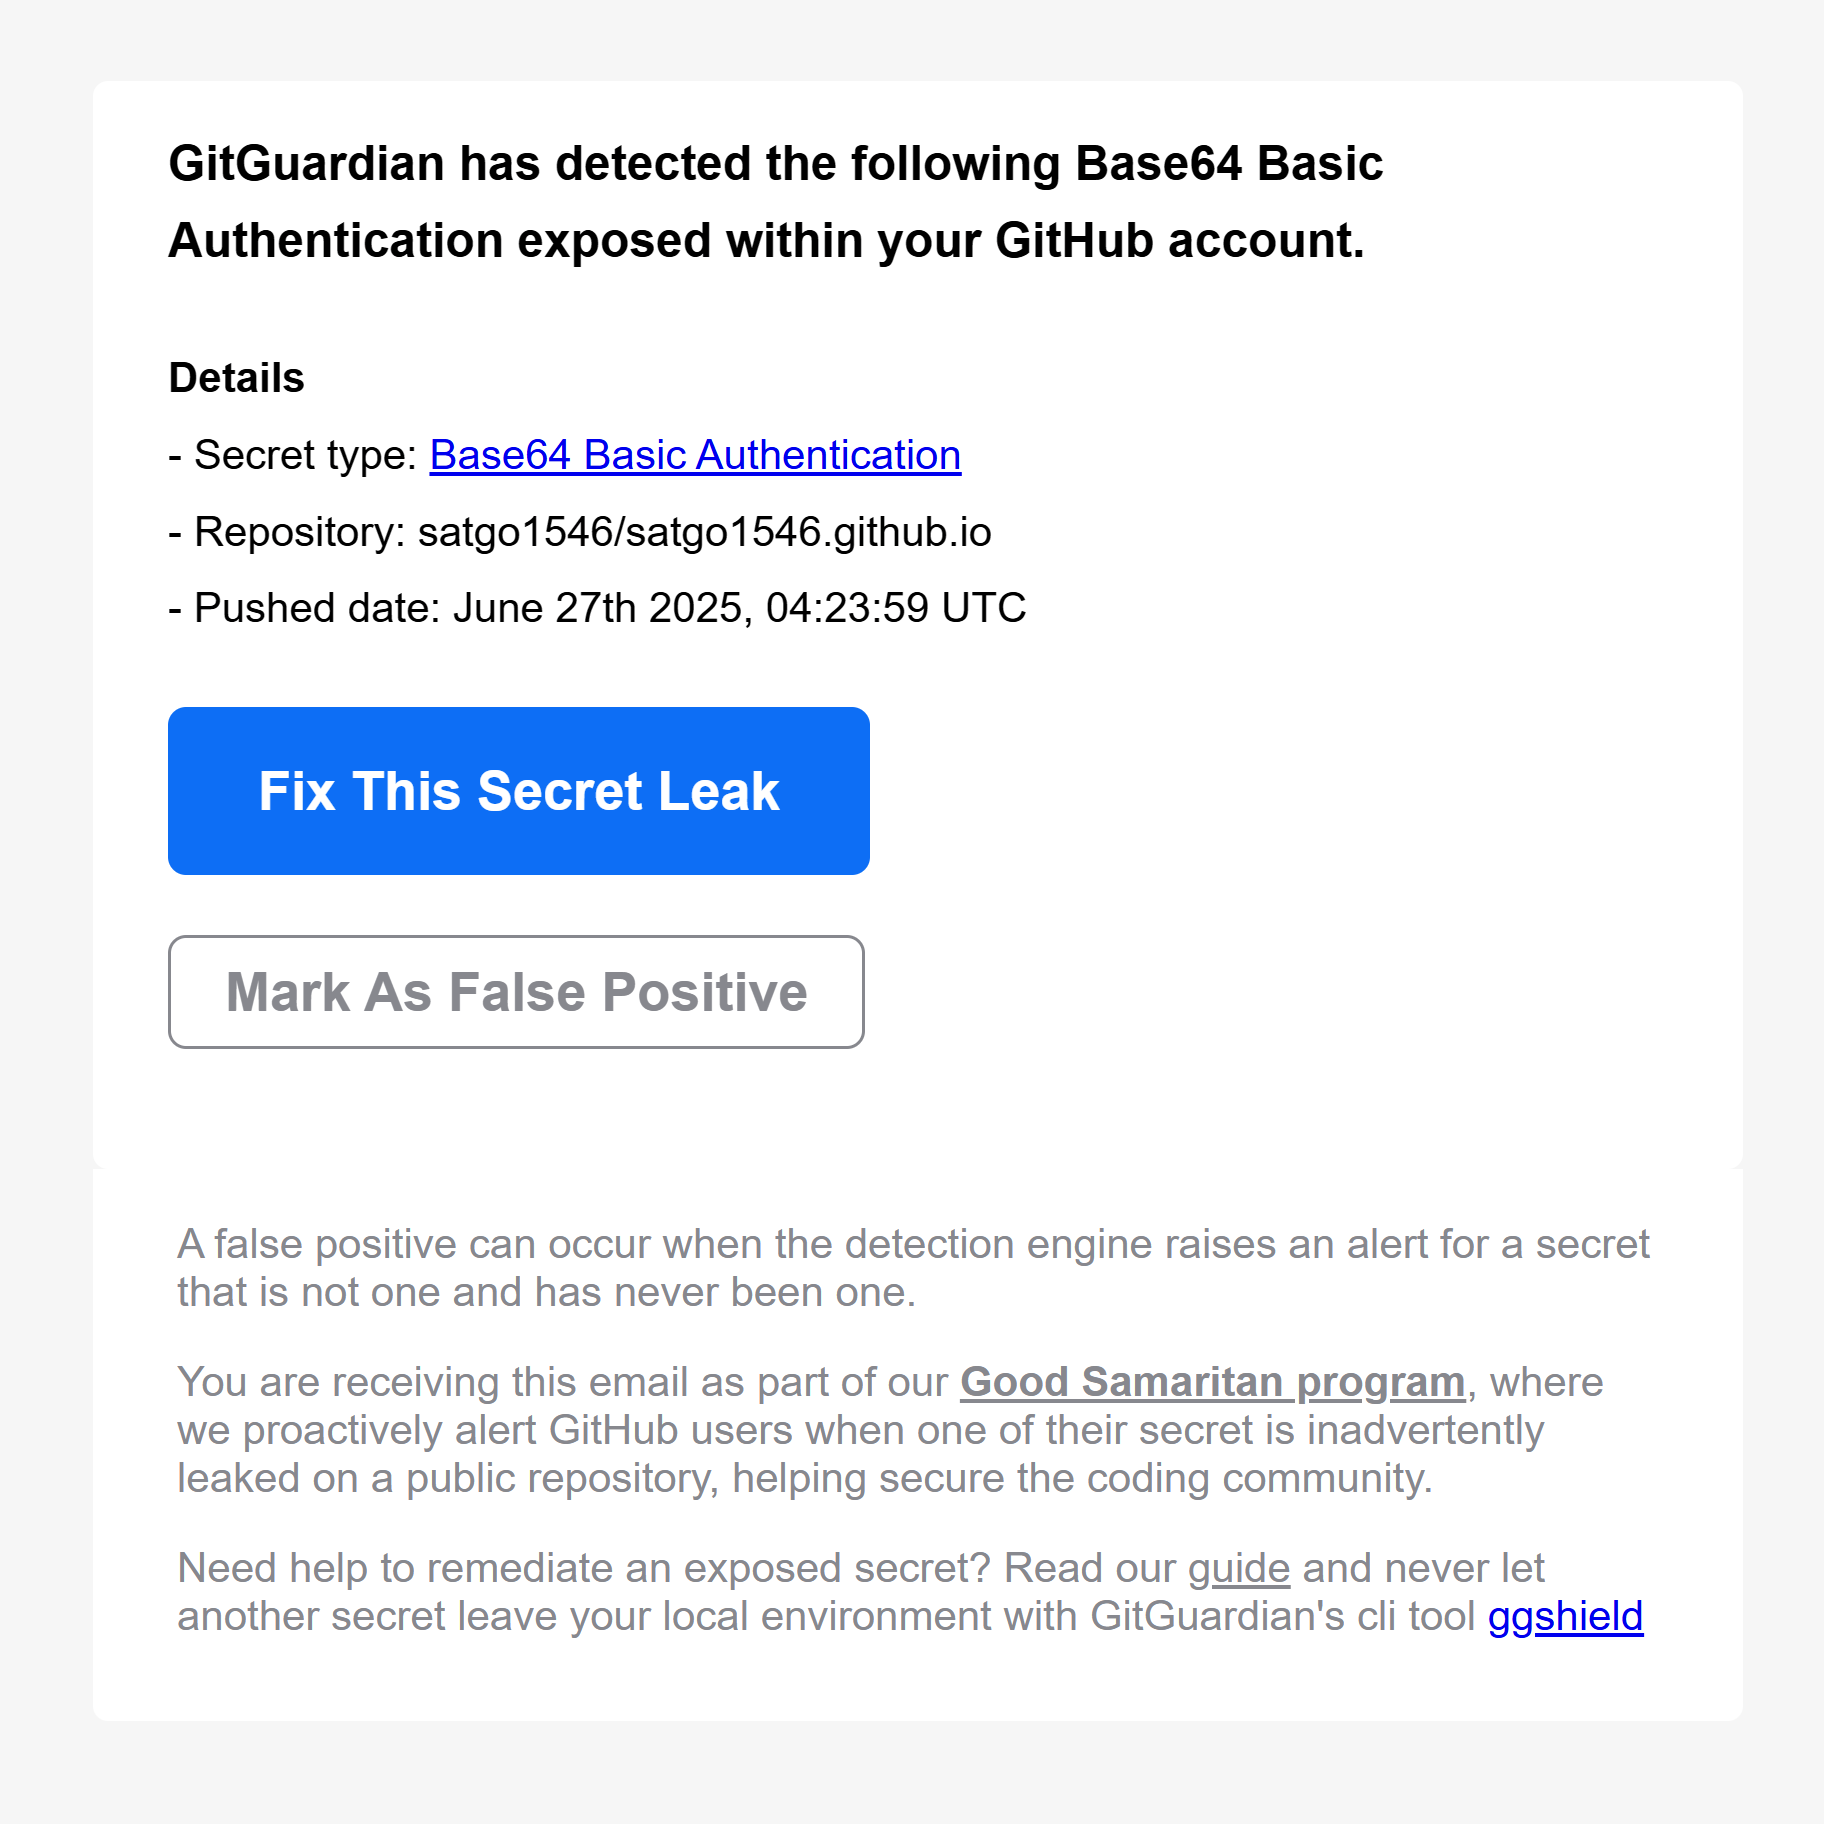 GitGuardian has detected the following Base64 Basic
Authentication exposed within your GitHub account.
Details
- Secret type: Base64 Basic Authentication
- Repository: satgo1546/satgo1546.github.io
- Pushed date: June 27th 2025, 04:23:59 UTC
Fix This Secret Leak
Mark As False Positive
A false positive can occur when the detection engine raises an alert for a secret
that is not one and has never been one.
You are receiving this email as part of our Good Samaritan program, where
we proactively alert GitHub users when one of their secret is inadvertently
leaked on a public repository, helping secure the coding community.
Need help to remediate an exposed secret? Read our guide and never let
another secret leave your local environment with GitGuardian's cli tool ggshield